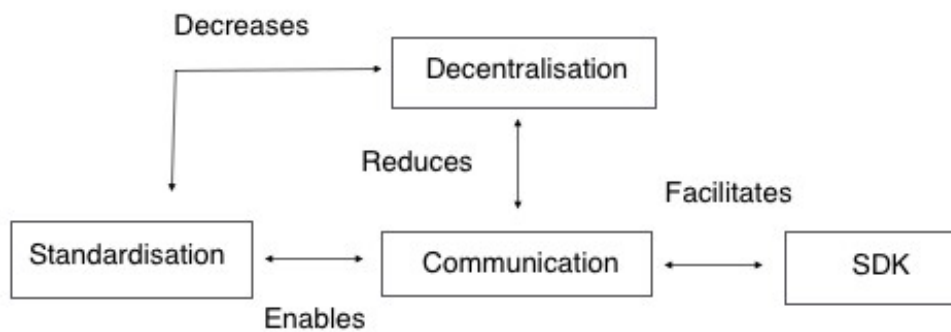 Decreases
Decentralisation
Reduces
Facilitates
Standardisation
Communication
SDK
Enables